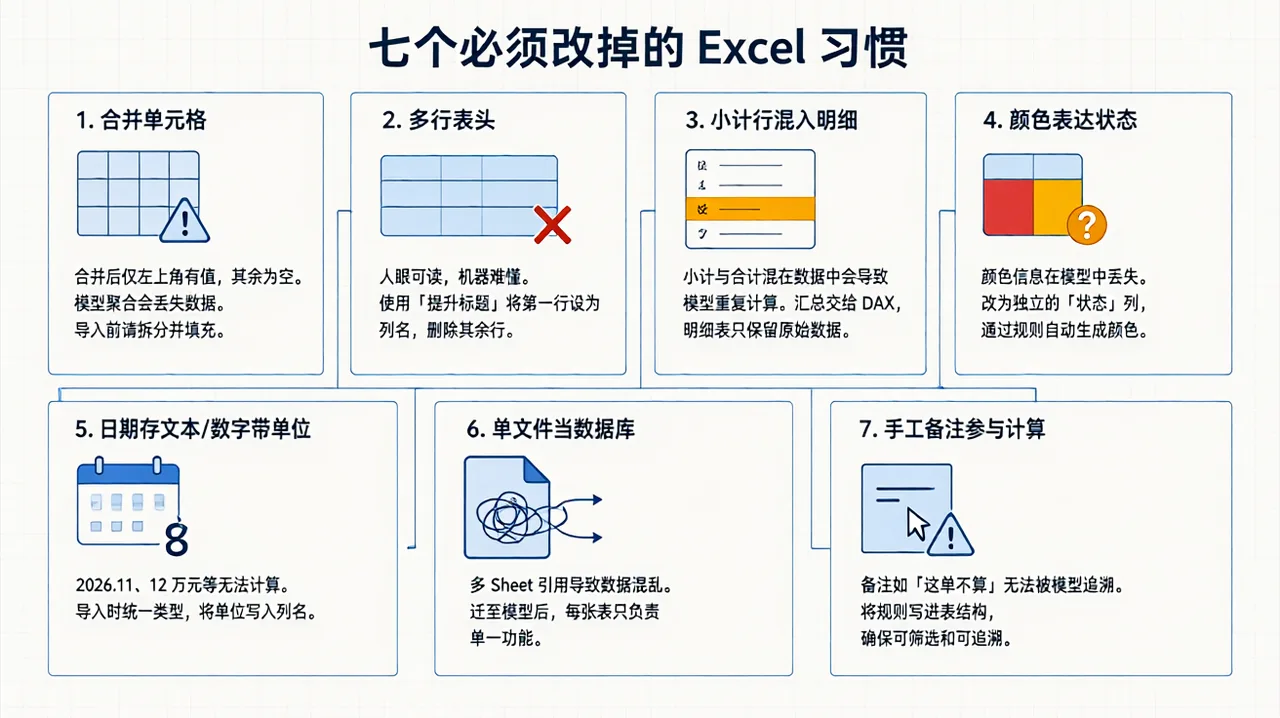 七个必须改掉的 Excel 习惯
1. 合并单元格
合并后仅左上角有值，其余为空。
模型聚合会丢失数据。
导入前请拆分并填充。
2. 多行表头
人眼可读，机器难懂。
使用「提升标题」将第一行设为
列名，删除其余行。
3. 小计行混入明细
小计与合计混在数据中会导致
模型重复计算。汇总交给 DAX，
明细表只保留原始数据。
4. 颜色表达状态
?
颜色信息在模型中丢失。
改为独立的「状态」列，
通过规则自动生成颜色。
5. 日期存文本/数字带单位
8
2026.11、12 万元等无法计算。
导入时统一类型，将单位写入列名。
6. 单文件当数据库
多 Sheet 引用导致数据混乱。
迁至模型后，每张表只负责
单一功能。
7. 手工备注参与计算
备注如「这单不算」无法被模型追溯。
将规则写进表结构，
确保可筛选和可追溯。